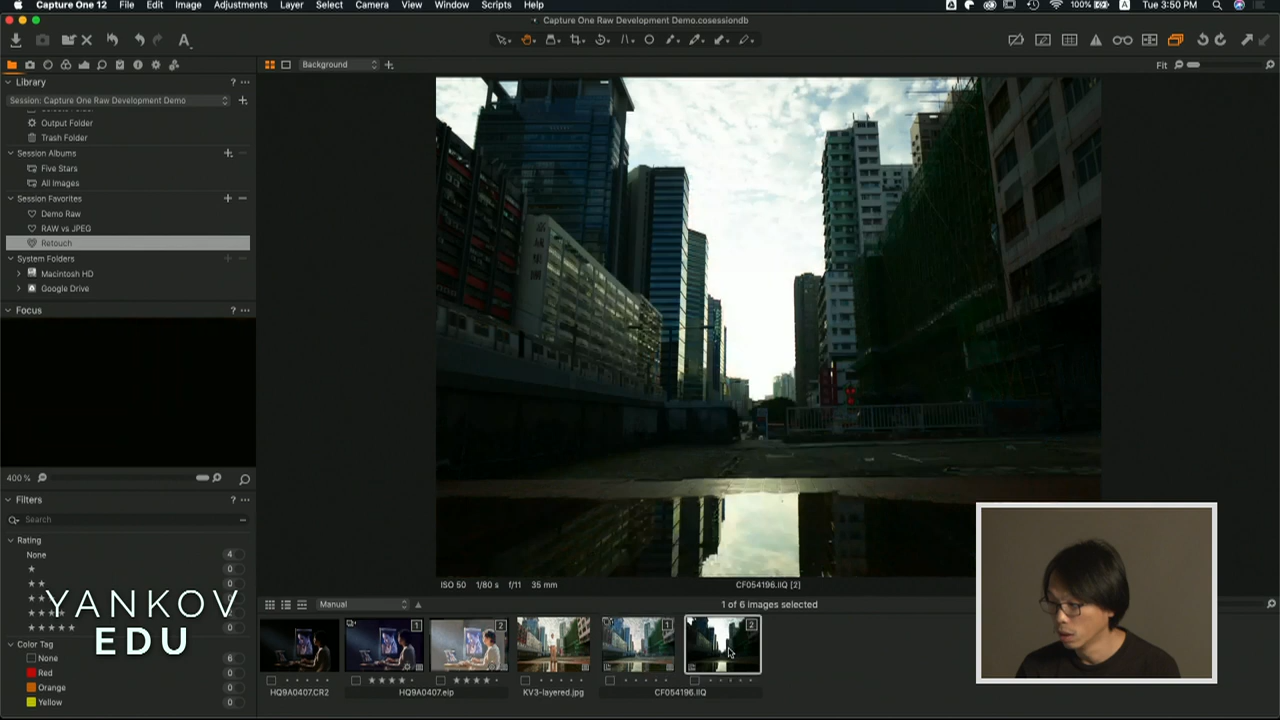 Capture One 12 File Edit Image Adjustments Layer Select Camera View Window Scripts Help 100% A Tue 3:50 PM
Capture One Raw Development Demo.cosessiondb
Library ? ...
Background
Fit
Session: Capture One Raw Development Demo
Output Folder
Trash Folder
Session Albums
Five Stars
All Images
Session Favorites
Demo Raw
RAW vs JPEG
Retouch
System Folders
Macintosh HD
Google Drive
Focus ? ...
400 %
Filters ? ...
Search
Rating
None 4
★ 0
★★ 0
★★
★★★★★ 0
Color Tag
None 6
Red 0
Orange 0
Yellow 0
YANKOV
EDU
嘉
集
團
ISO 50 1/80 s f/11 35 mm CF054196.IIQ [2]
Manual
1 of 6 images selected
1
2
1
2
HQ9A0407.CR2
HQ9A0407.eip
KV3-layered.jpg
CF054196.IIQ